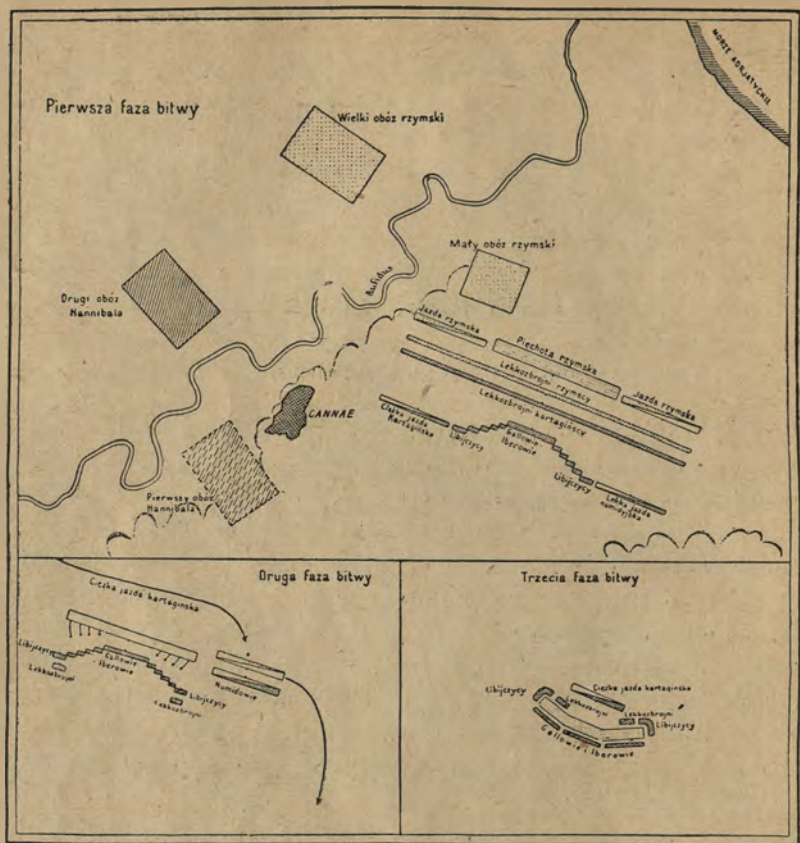 MORZE ADRJATYCKIE
Pierwsza faza bitwy
Wielki obóz rzymski
Mały obóz rzymski
Aufidus
Drugi obóz
Hannibala
Jazda rzymska
Piechota rzymska
Jazda rzymska
Lekkozbrojni rzymscy
Lekkozbrojni kartagińscy
CANNAE
Ciężka jazda
Kartagińska
Libijczycy
Gallowie-
Iberowie
Libijczycy
Lekka jazda
numidyjska
Pierwszy obóz
Hannibala
Druga faza bitwy
Ciężka jazda kartagińska
Libijczycy
Gallowie-
Iberowie
Lekkozbrojni
Numidowie
Libijczycy
Lekkozbrojni
Trzecia faza bitwy
Libijczycy
Ciężka jazda kartagińska
Lekkozbrojni
Lekkozbrojni
Libijczycy
Gallowie i Iberowie